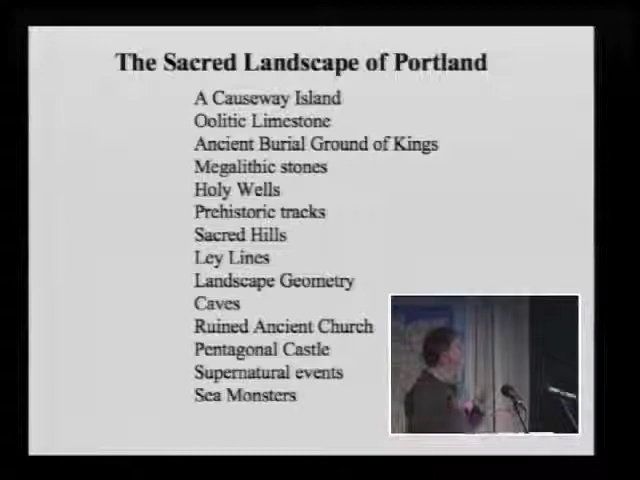 The Sacred Landscape of Portland
A Causeway Island
Oolitic Limestone
Ancient Burial Ground of Kings
Megalithic stones
Holy Wells
Prehistoric tracks
Sacred Hills
Ley Lines
Landscape Geometry
Caves
Ruined Ancient Church
Pentagonal Castle
Supernatural events
Sea Monsters